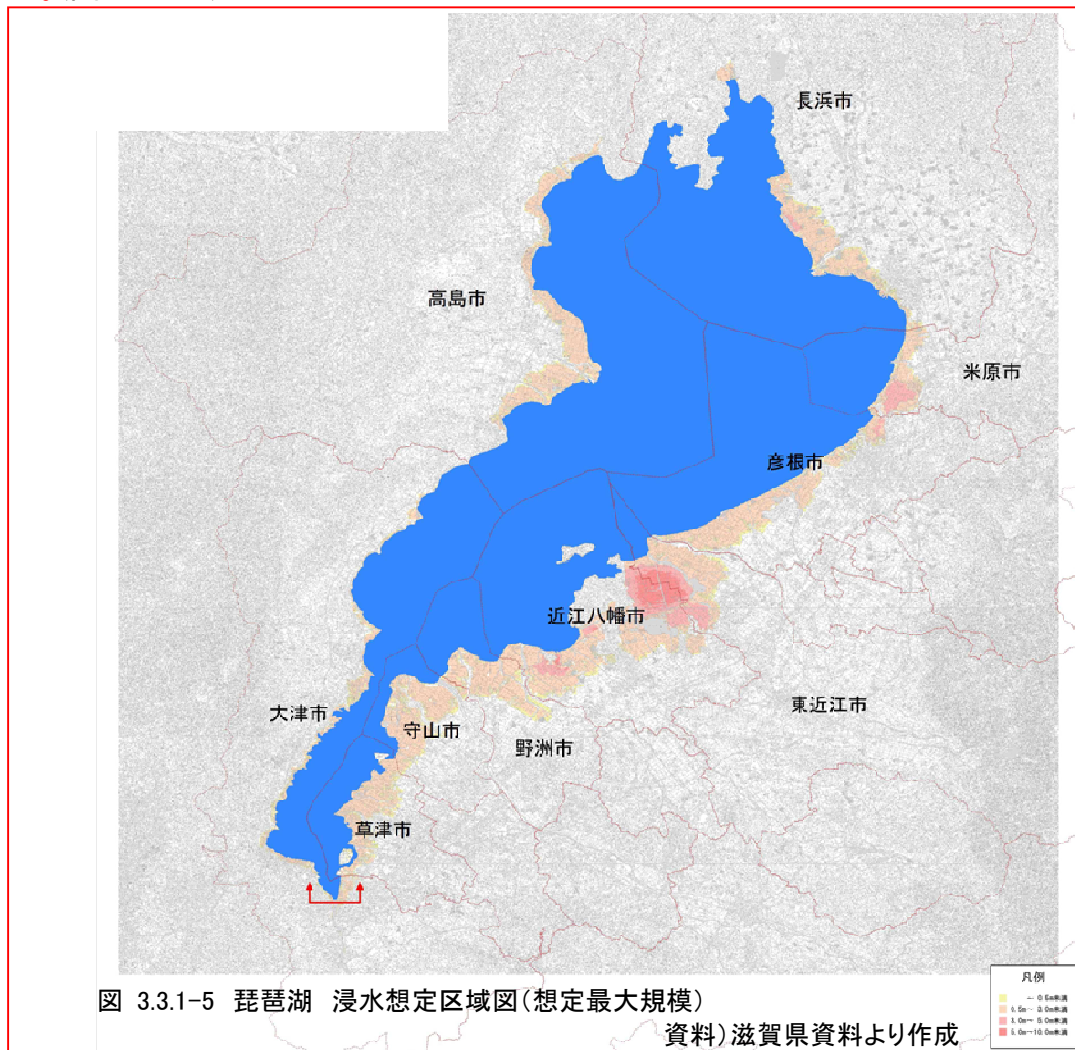 長浜市
高島市
米原市
彦根市
近江八幡市
東近江市
大津市
守山市
野洲市
草津市
図 3.3.1-5 琵琶湖 浸水想定区域図(想定最大規模)
資料)滋賀県資料より作成
凡例